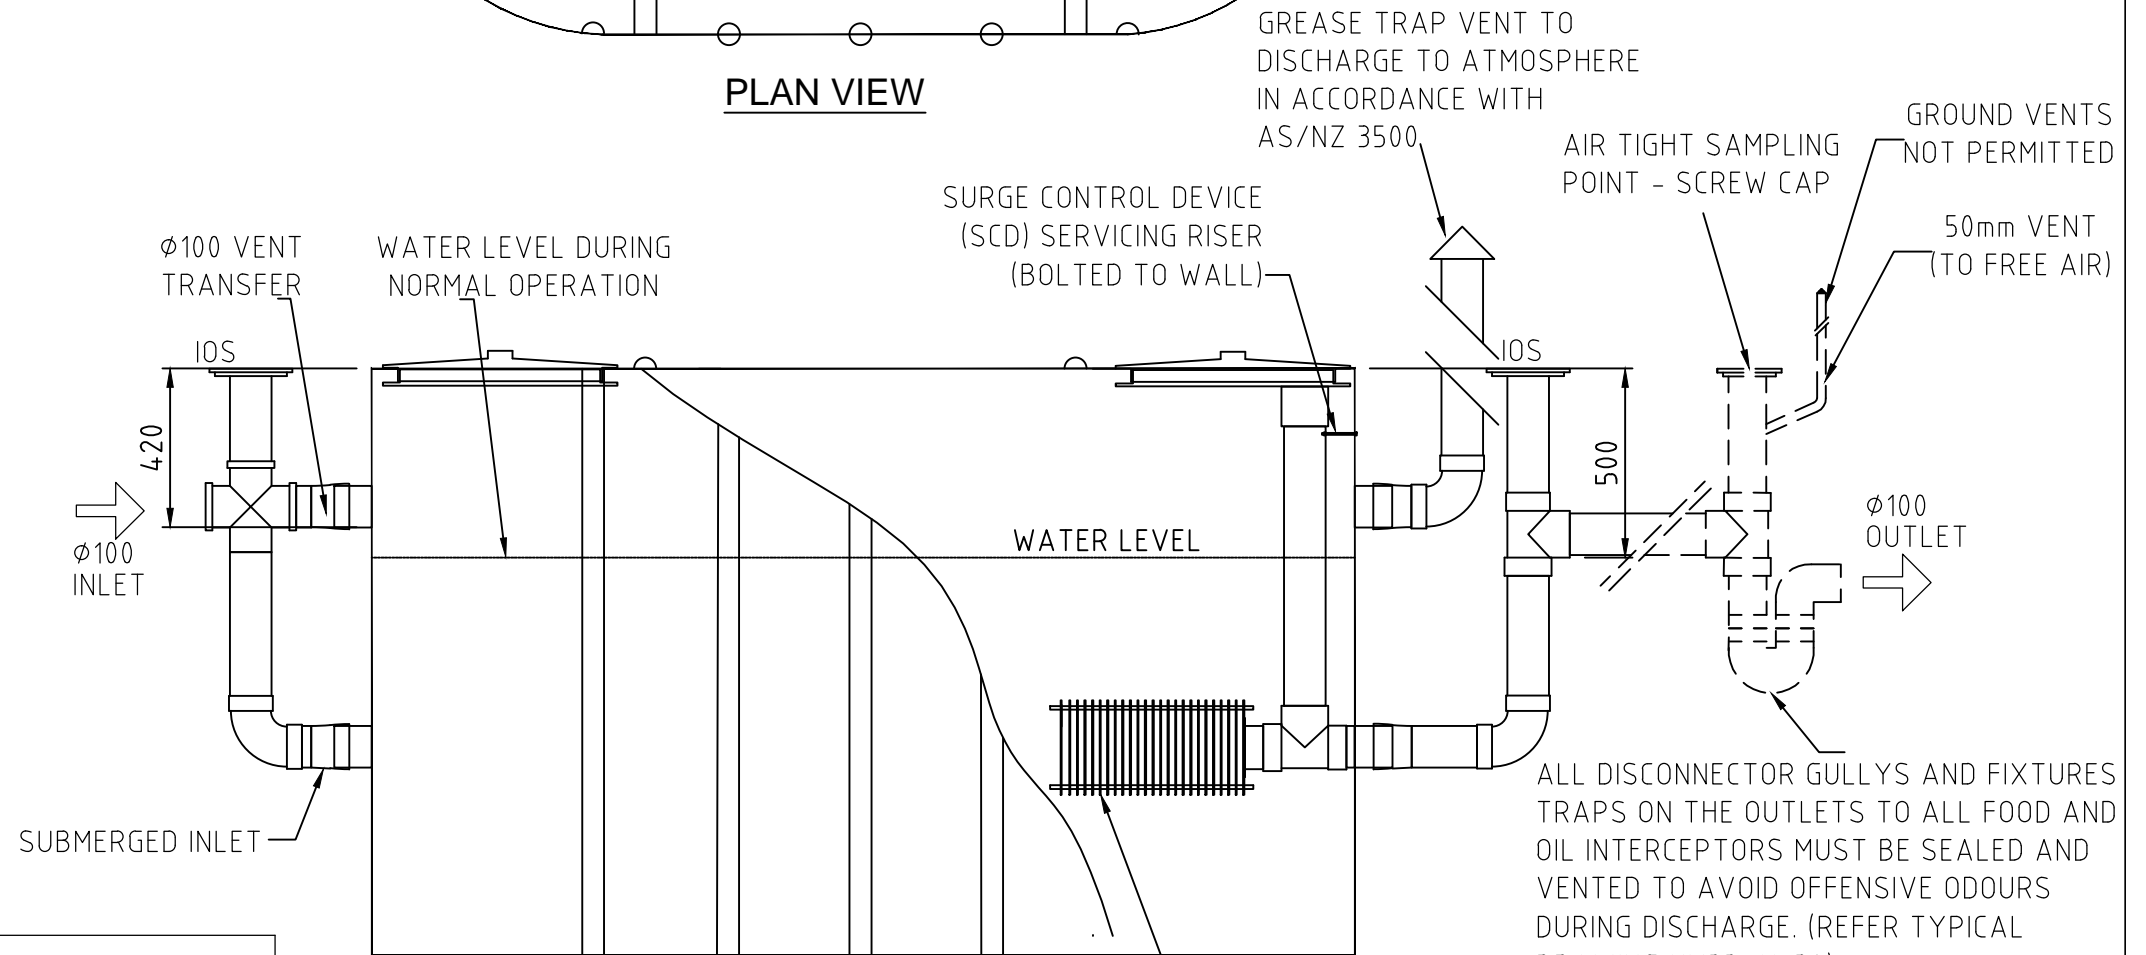 PLAN VIEW
GREASE TRAP VENT TO
DISCHARGE TO ATMOSPHERE
IN ACCORDANCE WITH
AS/NZ 3500
GROUND VENTS
NOT PERMITTED
AIR TIGHT SAMPLING
POINT - SCREW CAP
50mm VENT
(TO FREE AIR)
SURGE CONTROL DEVICE
(SCD) SERVICING RISER
(BOLTED TO WALL)
Ø100 VENT
TRANSFER
WATER LEVEL DURING
NORMAL OPERATION
IOS
IOS
420
500
Ø100
INLET
WATER LEVEL
Ø100
OUTLET
SUBMERGED INLET
ALL DISCONNECTOR GULLYS AND FIXTURES
TRAPS ON THE OUTLETS TO ALL FOOD AND
OIL INTERCEPTORS MUST BE SEALED AND
VENTED TO AVOID OFFENSIVE ODOURS
DURING DISCHARGE. (REFER TYPICAL